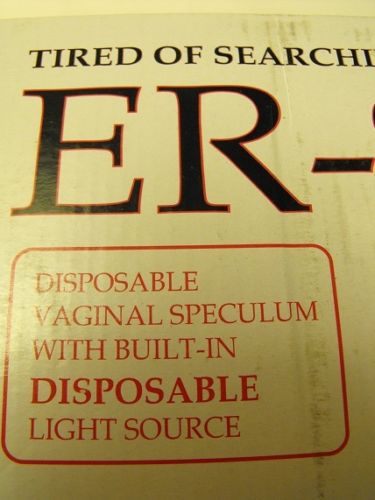 TIRED OF SEARCHI
ER-
DISPOSABLE
VAGINAL SPECULUM
WITH BUILT-IN
DISPOSABLE
LIGHT SOURCE